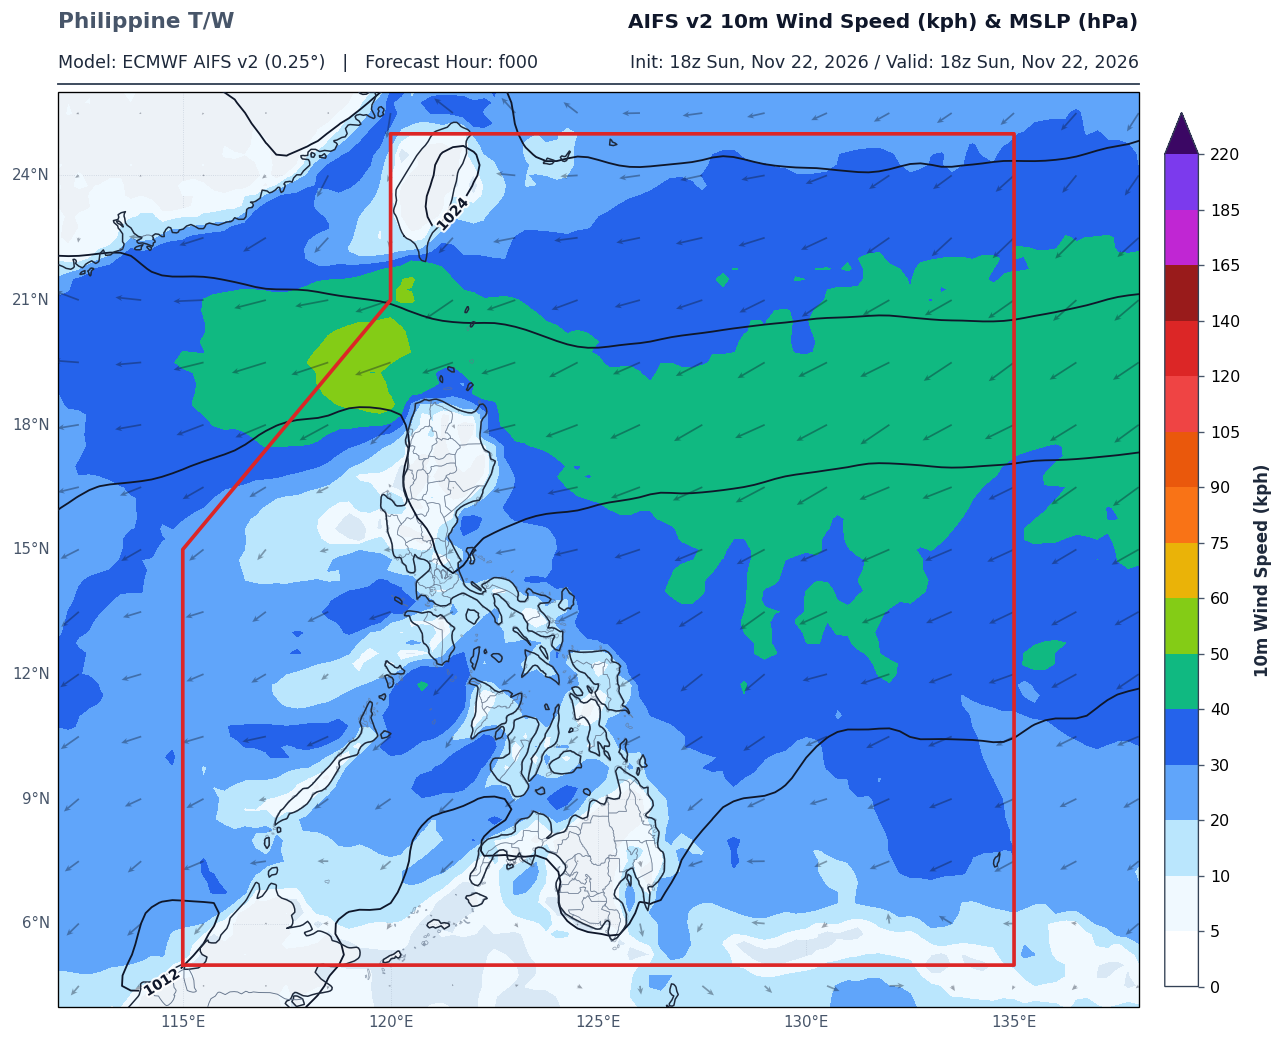 Philippine T/W
AIFS v2 10m Wind Speed (kph) & MSLP (hPa)
Model: ECMWF AIFS v2 (0.25°) | Forecast Hour: f000
Init: 18z Sun, Nov 22, 2026 / Valid: 18z Sun, Nov 22, 2026
24°N
21°N
18°N
15°N
12°N
9°N
6°N
115°E
120°E
125°E
130°E
135°E
1024
1012
220
185
165
140
120
105
90
75
60
50
40
30
20
10
5
0
10m Wind Speed (kph)